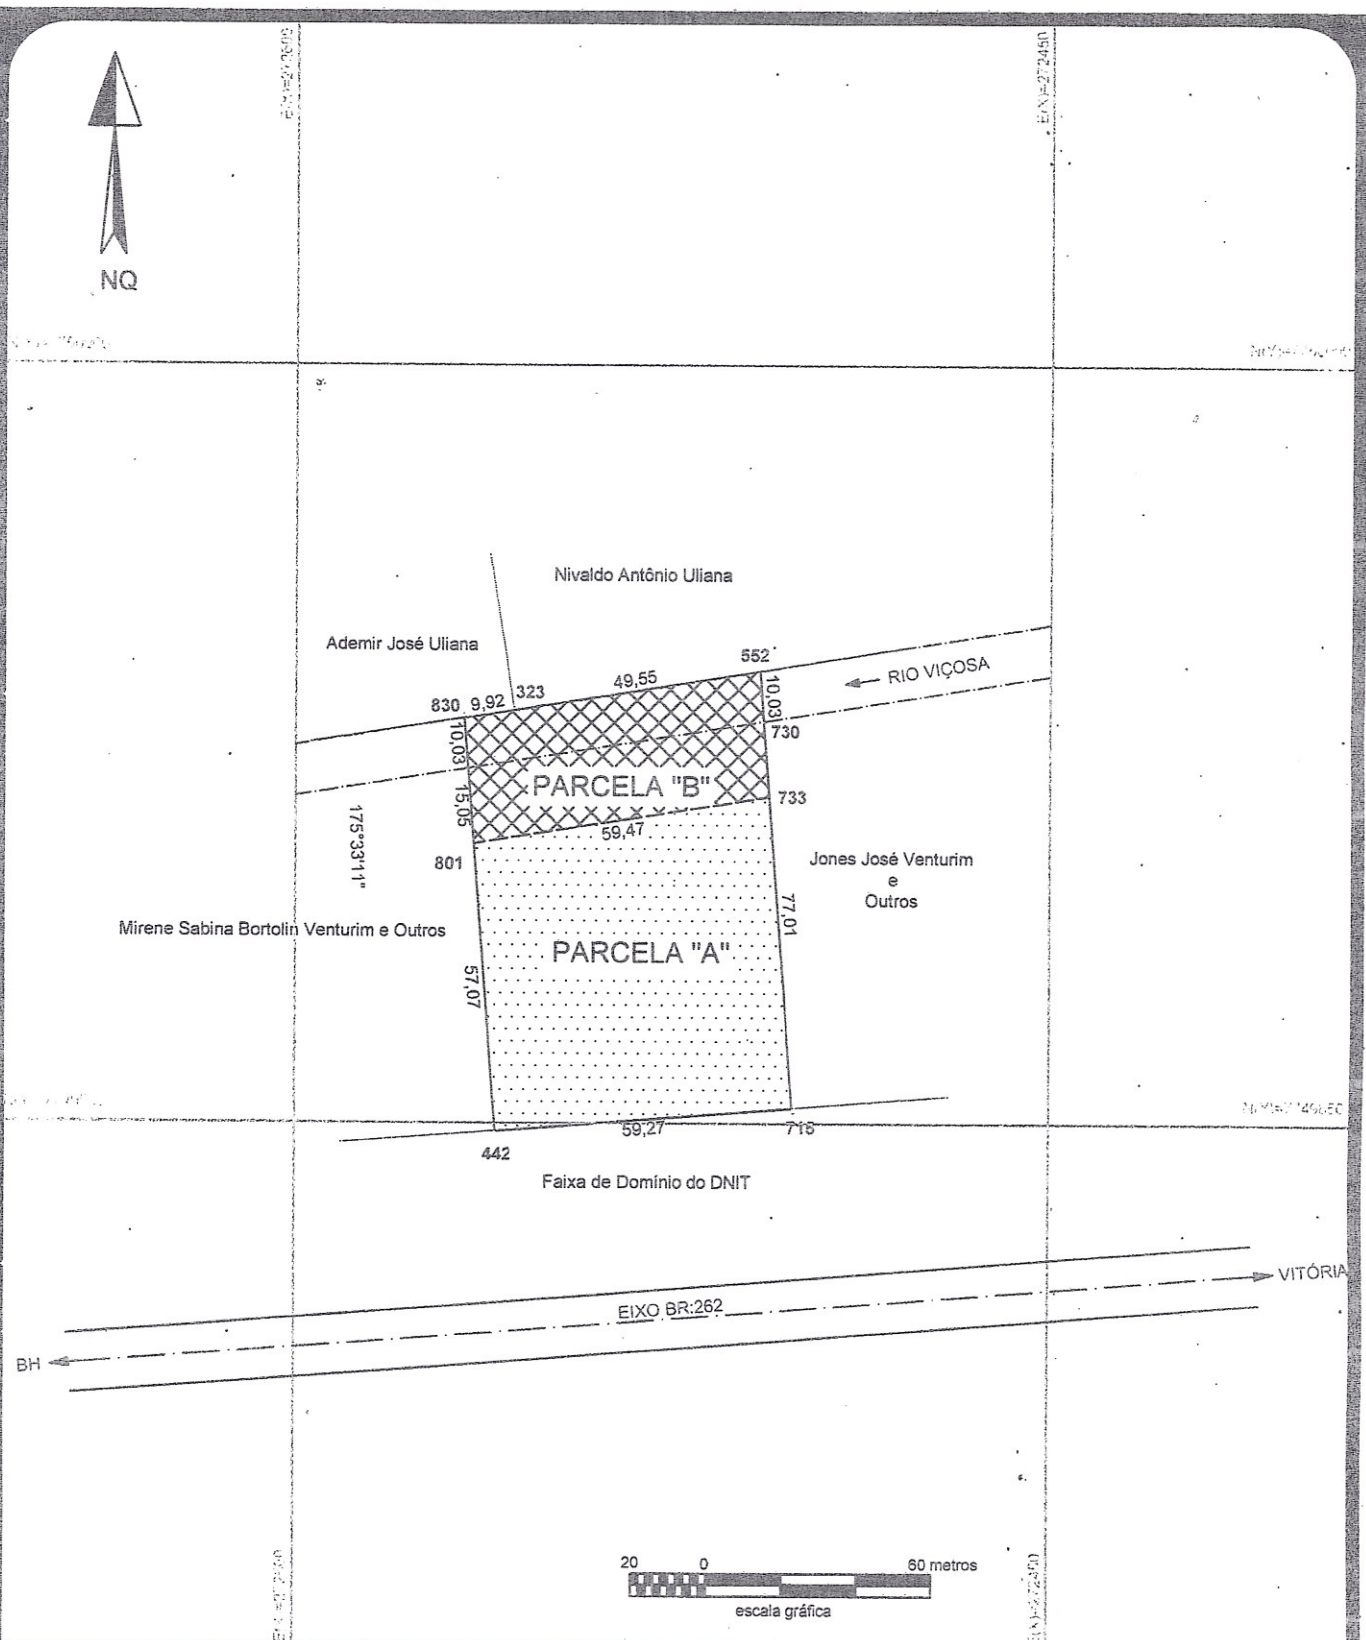 E(X)=272450
NQ
Nivaldo Antônio Uliana
Ademir José Uliana
552
RIO VIÇOSA
49,55
830 9,92 323
10,03
10,03
730
PARCELA "B"
733
15,05
59,47
175°33'11"
801
Jones José Venturim
e
Outros
77,01
Mirene Sabina Bortolin Venturim e Outros
PARCELA "A"
57,07
59,27
442
Faixa de Domínio do DNIT
VITÓRIA
EIXO BR:262
BH
20 0 60 metros
escala gráfica